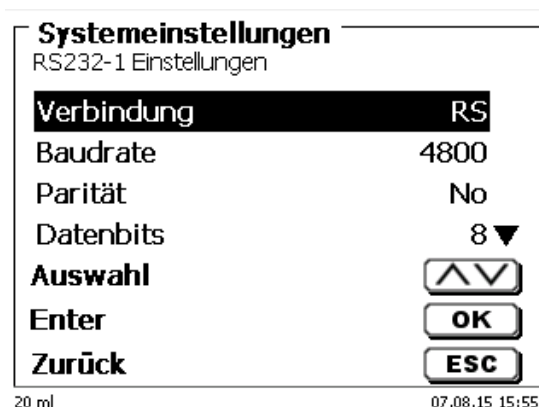 Systemeinstellungen
RS232-1 Einstellungen
Verbindung RS
Baudrate 4800
Parität No
Datenbits 8
Auswahl
Enter OK
Zurück ESC
20 ml 07.08.15 15:55